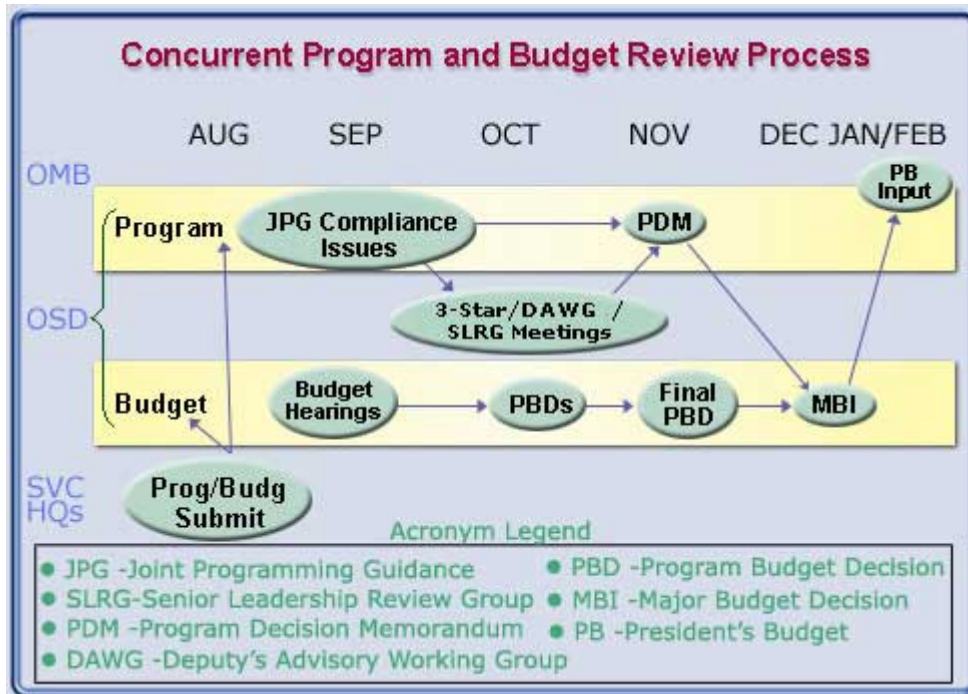 Concurrent Program and Budget Review Process
AUG SEP OCT NOV DEC JAN/FEB
OMB
PB
Input
Program
JPG Compliance
Issues
PDM
OSD
3-Star/DAWG /
SLRG Meetings
Budget
Budget
Hearings
PBDs
Final
PBD
MBI
SVC
HQs
Prog/Budg
Submit
Acronym Legend
● JPG -Joint Programming Guidance
● SLRG-Senior Leadership Review Group
● PDM -Program Decision Memorandum
● DAWG -Deputy's Advisory Working Group
● PBD -Program Budget Decision
● MBI -Major Budget Decision
● PB -President's Budget